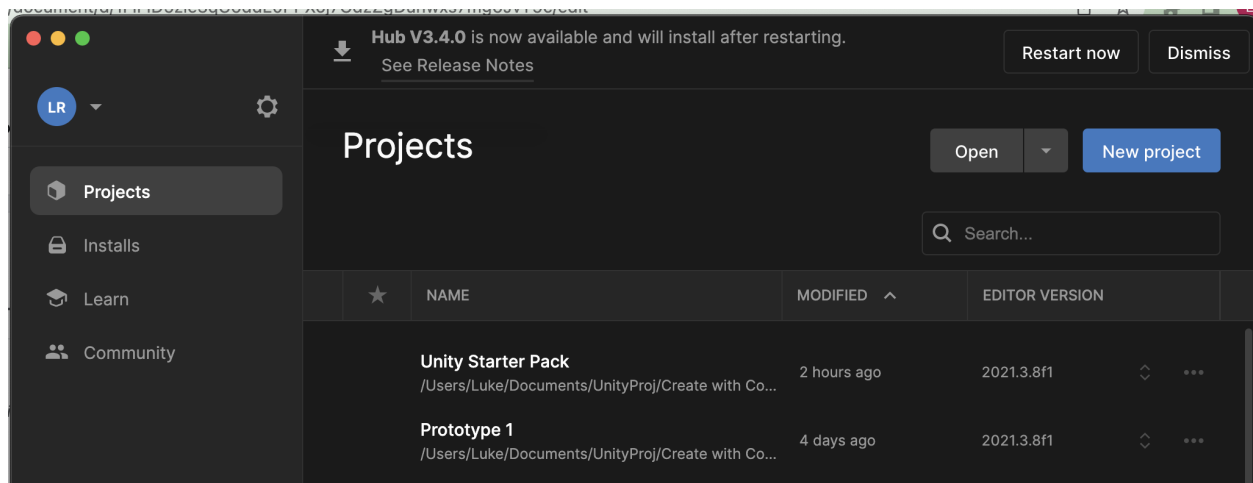 Hub V3.4.0 is now available and will install after restarting.
See Release Notes
Restart now
Dismiss
LR
Projects
Open
New project
Projects
Installs
Learn
Community
Search...
NAME
MODIFIED
EDITOR VERSION
Unity Starter Pack
/Users/Luke/Documents/UnityProj/Create with Co...
2 hours ago
2021.3.8f1
Prototype 1
/Users/Luke/Documents/UnityProj/Create with Co...
4 days ago
2021.3.8f1